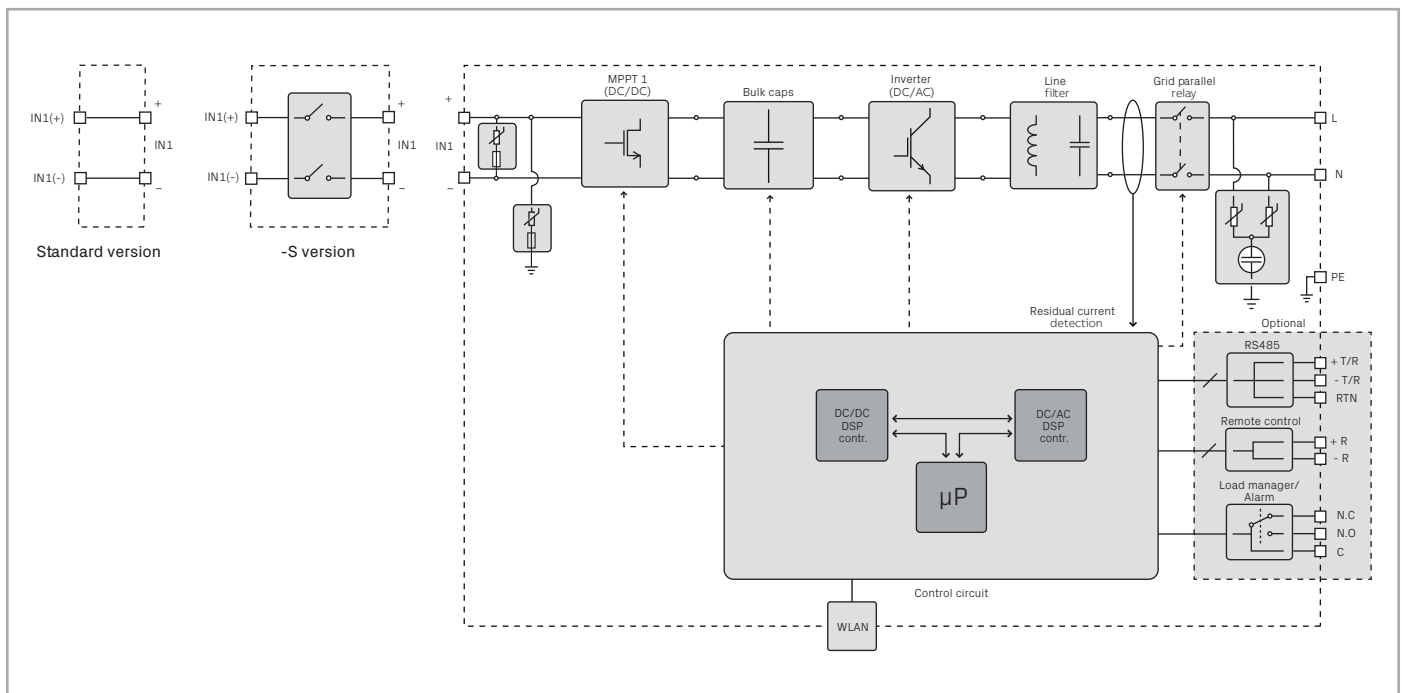 IN1(+)
+
IN1
IN1(-)
−
Standard version
IN1(+)
+
IN1
IN1(-)
−
-S version
+
IN1
−
MPPT 1
(DC/DC)
Bulk caps
Inverter
(DC/AC)
Line
filter
Grid parallel
relay
L
N
PE
Residual current
detection
Optional
RS485
+ T/R
- T/R
RTN
Remote control
+ R
- R
Load manager/
Alarm
N.C
N.O
C
DC/DC
DSP
contr.
DC/AC
DSP
contr.
µP
Control circuit
WLAN